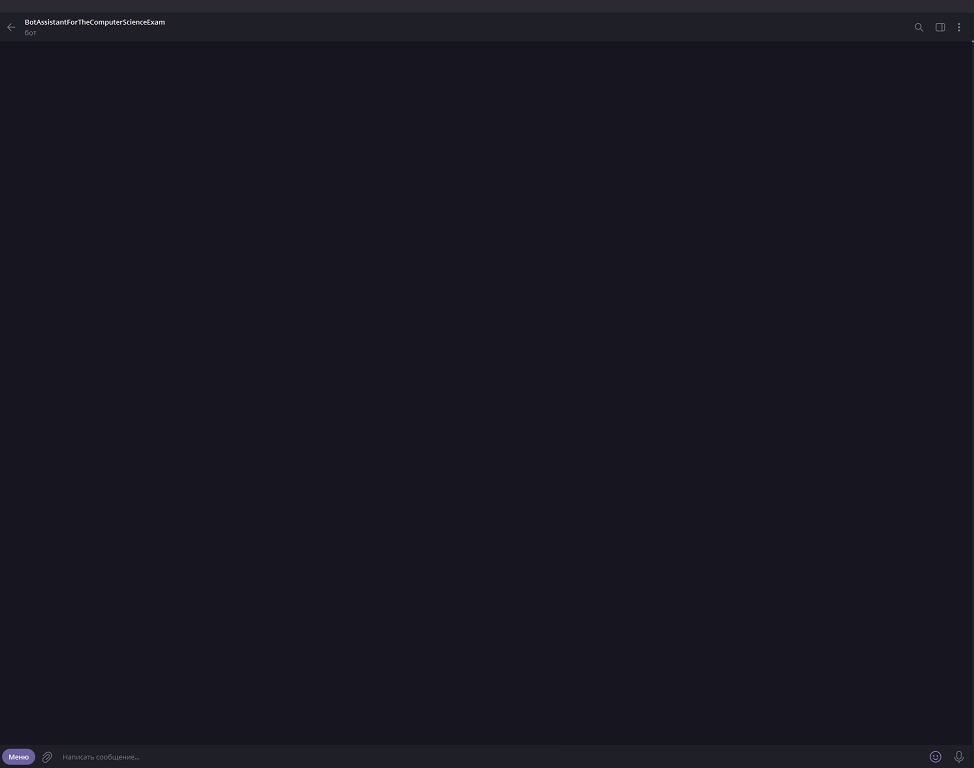 BotAssistantForTheComputerScienceExam
бот
Меню
Написать сообщение...